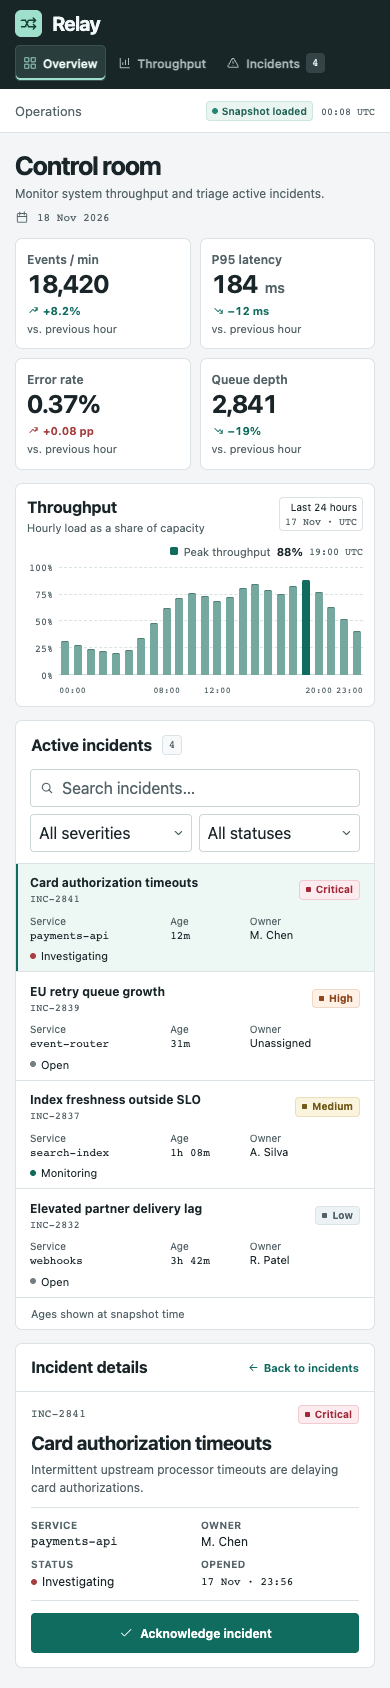 Relay
Overview
Throughput
Incidents 4
Operations
Snapshot loaded
00:08 UTC
Control room
Monitor system throughput and triage active incidents.
18 Nov 2026
Events / min
18,420
+8.2%
vs. previous hour
P95 latency
184 ms
−12 ms
vs. previous hour
Error rate
0.37%
+0.08 pp
vs. previous hour
Queue depth
2,841
−19%
vs. previous hour
Throughput
Hourly load as a share of capacity
Last 24 hours
17 Nov · UTC
Peak throughput 88% 19:00 UTC
100%
75%
50%
25%
0%
00:00 08:00 12:00 20:00 23:00
Active incidents 4
Search incidents...
All severities
All statuses
Card authorization timeouts
INC-2841
Critical
Service Age Owner
payments-api 12m M. Chen
Investigating
EU retry queue growth
INC-2839
High
Service Age Owner
event-router 31m Unassigned
Open
Index freshness outside SLO
INC-2837
Medium
Service Age Owner
search-index 1h 08m A. Silva
Monitoring
Elevated partner delivery lag
INC-2832
Low
Service Age Owner
webhooks 3h 42m R. Patel
Open
Ages shown at snapshot time
Incident details
← Back to incidents
INC-2841
Critical
Card authorization timeouts
Intermittent upstream processor timeouts are delaying
card authorizations.
SERVICE OWNER
payments-api M. Chen
STATUS OPENED
Investigating 17 Nov · 23:56
Acknowledge incident